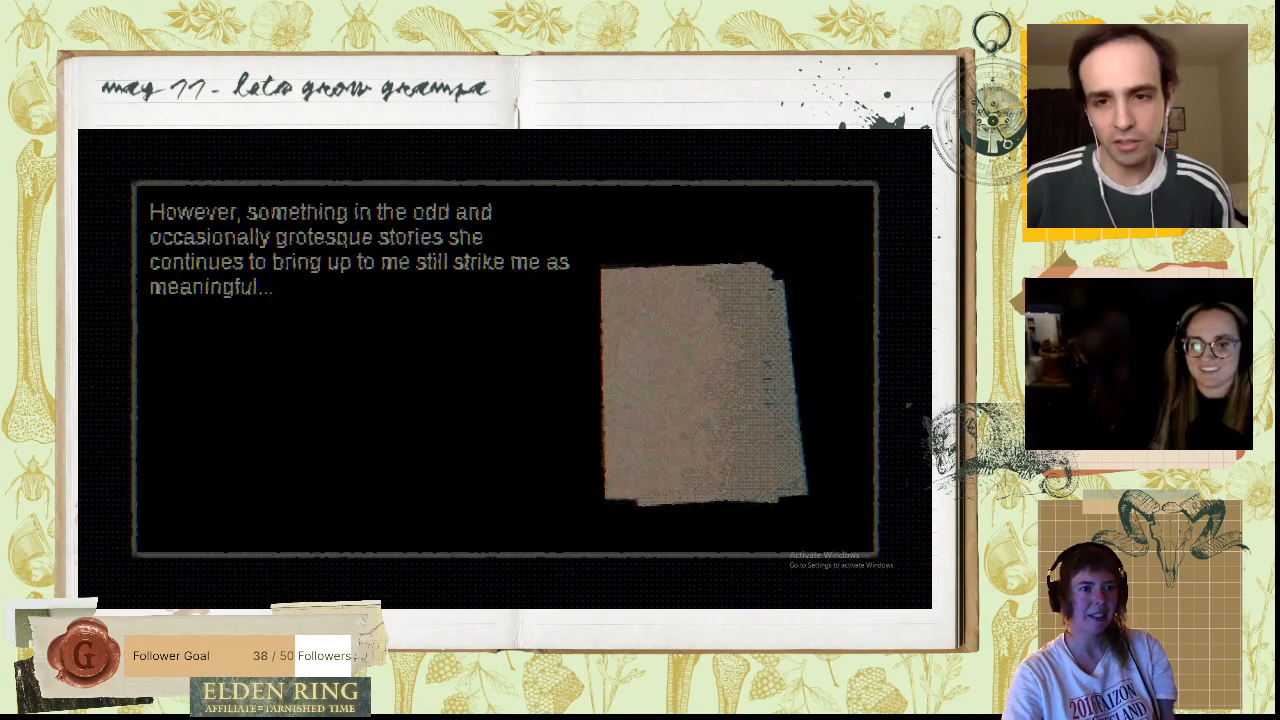 may 11 - lets grow grampa
However, something in the odd and
occasionally grotesque stories she
continues to bring up to me still strike me as
meaningful...
Activate Windows
Go to Settings to activate Windows.
G
Follower Goal 38 / 50 Followers
ELDEN RING
AFFILIATE=TARNISHED TIME